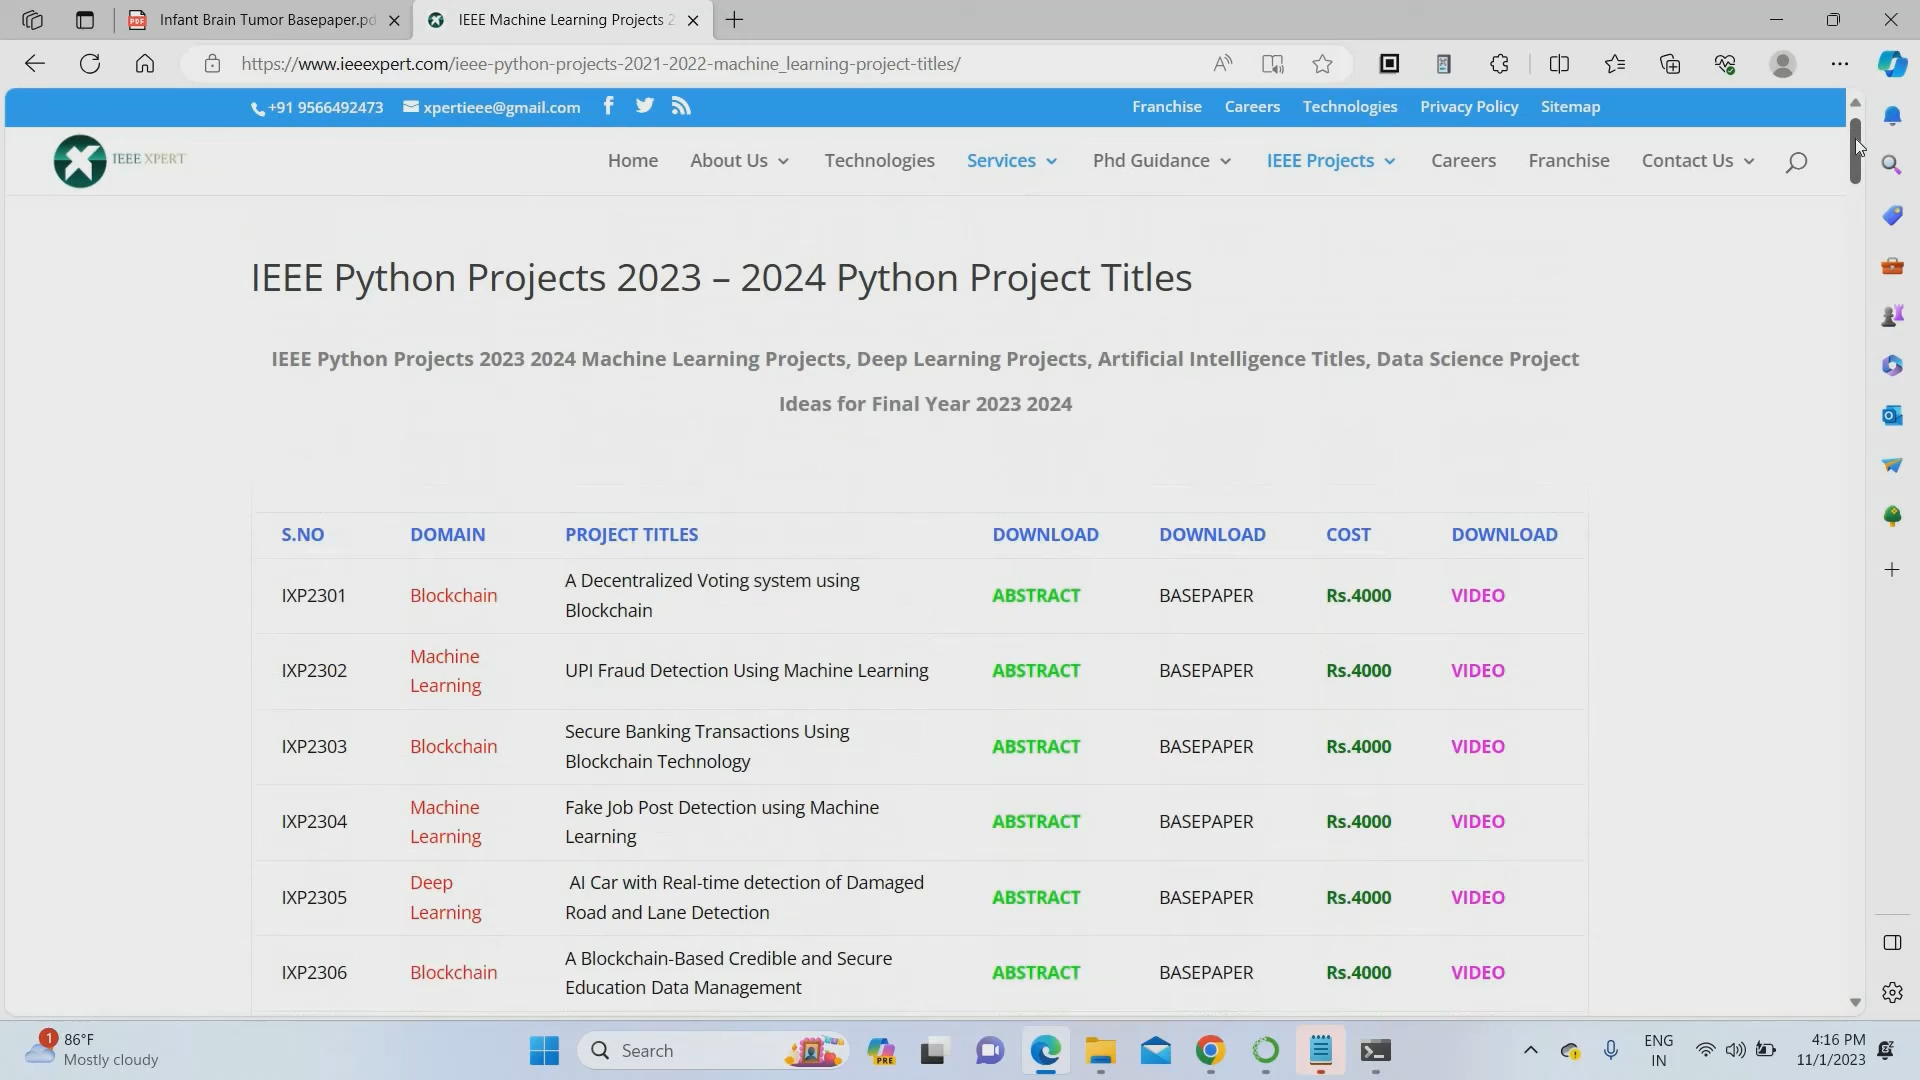 Infant Brain Tumor Basepaper.pd
IEEE Machine Learning Projects 2
https://www.ieeexpert.com/ieee-python-projects-2021-2022-machine_learning-project-titles/
+91 9566492473 xpertieee@gmail.com Franchise Careers Technologies Privacy Policy Sitemap
IEEE XPERT
Home About Us Technologies Services Phd Guidance IEEE Projects Careers Franchise Contact Us
IEEE Python Projects 2023 – 2024 Python Project Titles
IEEE Python Projects 2023 2024 Machine Learning Projects, Deep Learning Projects, Artificial Intelligence Titles, Data Science Project
Ideas for Final Year 2023 2024
S.NO DOMAIN PROJECT TITLES DOWNLOAD DOWNLOAD COST DOWNLOAD
IXP2301 Blockchain A Decentralized Voting system using
Blockchain ABSTRACT BASEPAPER Rs.4000 VIDEO
IXP2302 Machine
Learning UPI Fraud Detection Using Machine Learning ABSTRACT BASEPAPER Rs.4000 VIDEO
IXP2303 Blockchain Secure Banking Transactions Using
Blockchain Technology ABSTRACT BASEPAPER Rs.4000 VIDEO
IXP2304 Machine
Learning Fake Job Post Detection using Machine
Learning ABSTRACT BASEPAPER Rs.4000 VIDEO
IXP2305 Deep
Learning AI Car with Real-time detection of Damaged
Road and Lane Detection ABSTRACT BASEPAPER Rs.4000 VIDEO
IXP2306 Blockchain A Blockchain-Based Credible and Secure
Education Data Management ABSTRACT BASEPAPER Rs.4000 VIDEO
1 86°F
Mostly cloudy
Search
PRE
ENG
IN
4:16 PM
11/1/2023